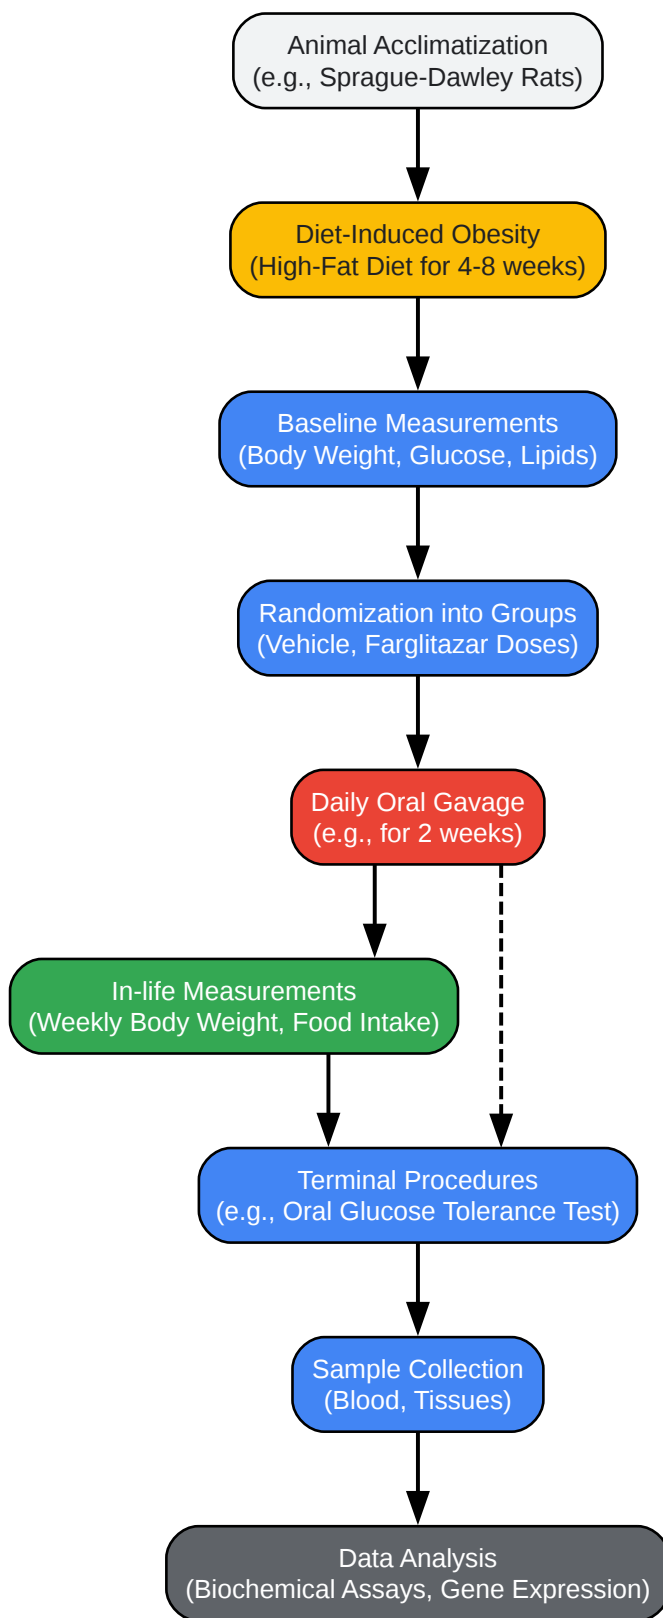 Animal Acclimatization
(e.g., Sprague-Dawley Rats)
Diet-Induced Obesity
(High-Fat Diet for 4-8 weeks)
Baseline Measurements
(Body Weight, Glucose, Lipids)
Randomization into Groups
(Vehicle, Farglitazar Doses)
Daily Oral Gavage
(e.g., for 2 weeks)
In-life Measurements
(Weekly Body Weight, Food Intake)
Terminal Procedures
(e.g., Oral Glucose Tolerance Test)
Sample Collection
(Blood, Tissues)
Data Analysis
(Biochemical Assays, Gene Expression)